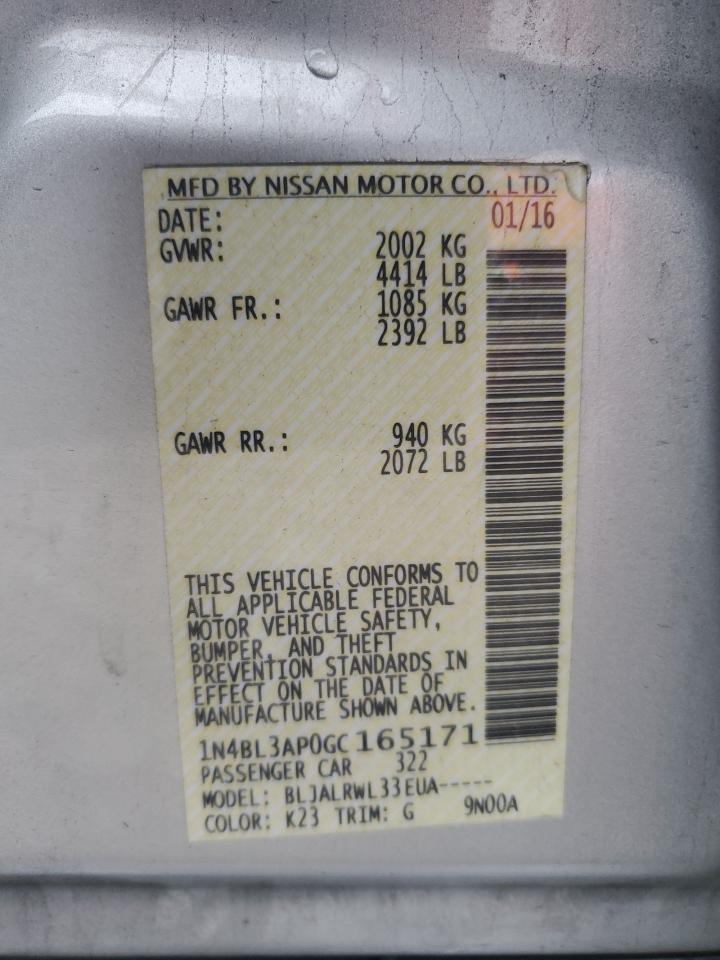 MFD BY NISSAN MOTOR CO., LTD.
DATE: 01/16
GVWR: 2002 KG
4414 LB
GAWR FR.: 1085 KG
2392 LB
GAWR RR.: 940 KG
2072 LB
THIS VEHICLE CONFORMS TO
ALL APPLICABLE FEDERAL
MOTOR VEHICLE SAFETY,
BUMPER, AND THEFT
PREVENTION STANDARDS IN
EFFECT ON THE DATE OF
MANUFACTURE SHOWN ABOVE.
1N4BL3AP0GC165171
PASSENGER CAR 322
MODEL: BLJALRWL33EUA-----
COLOR: K23 TRIM: G 9N00A